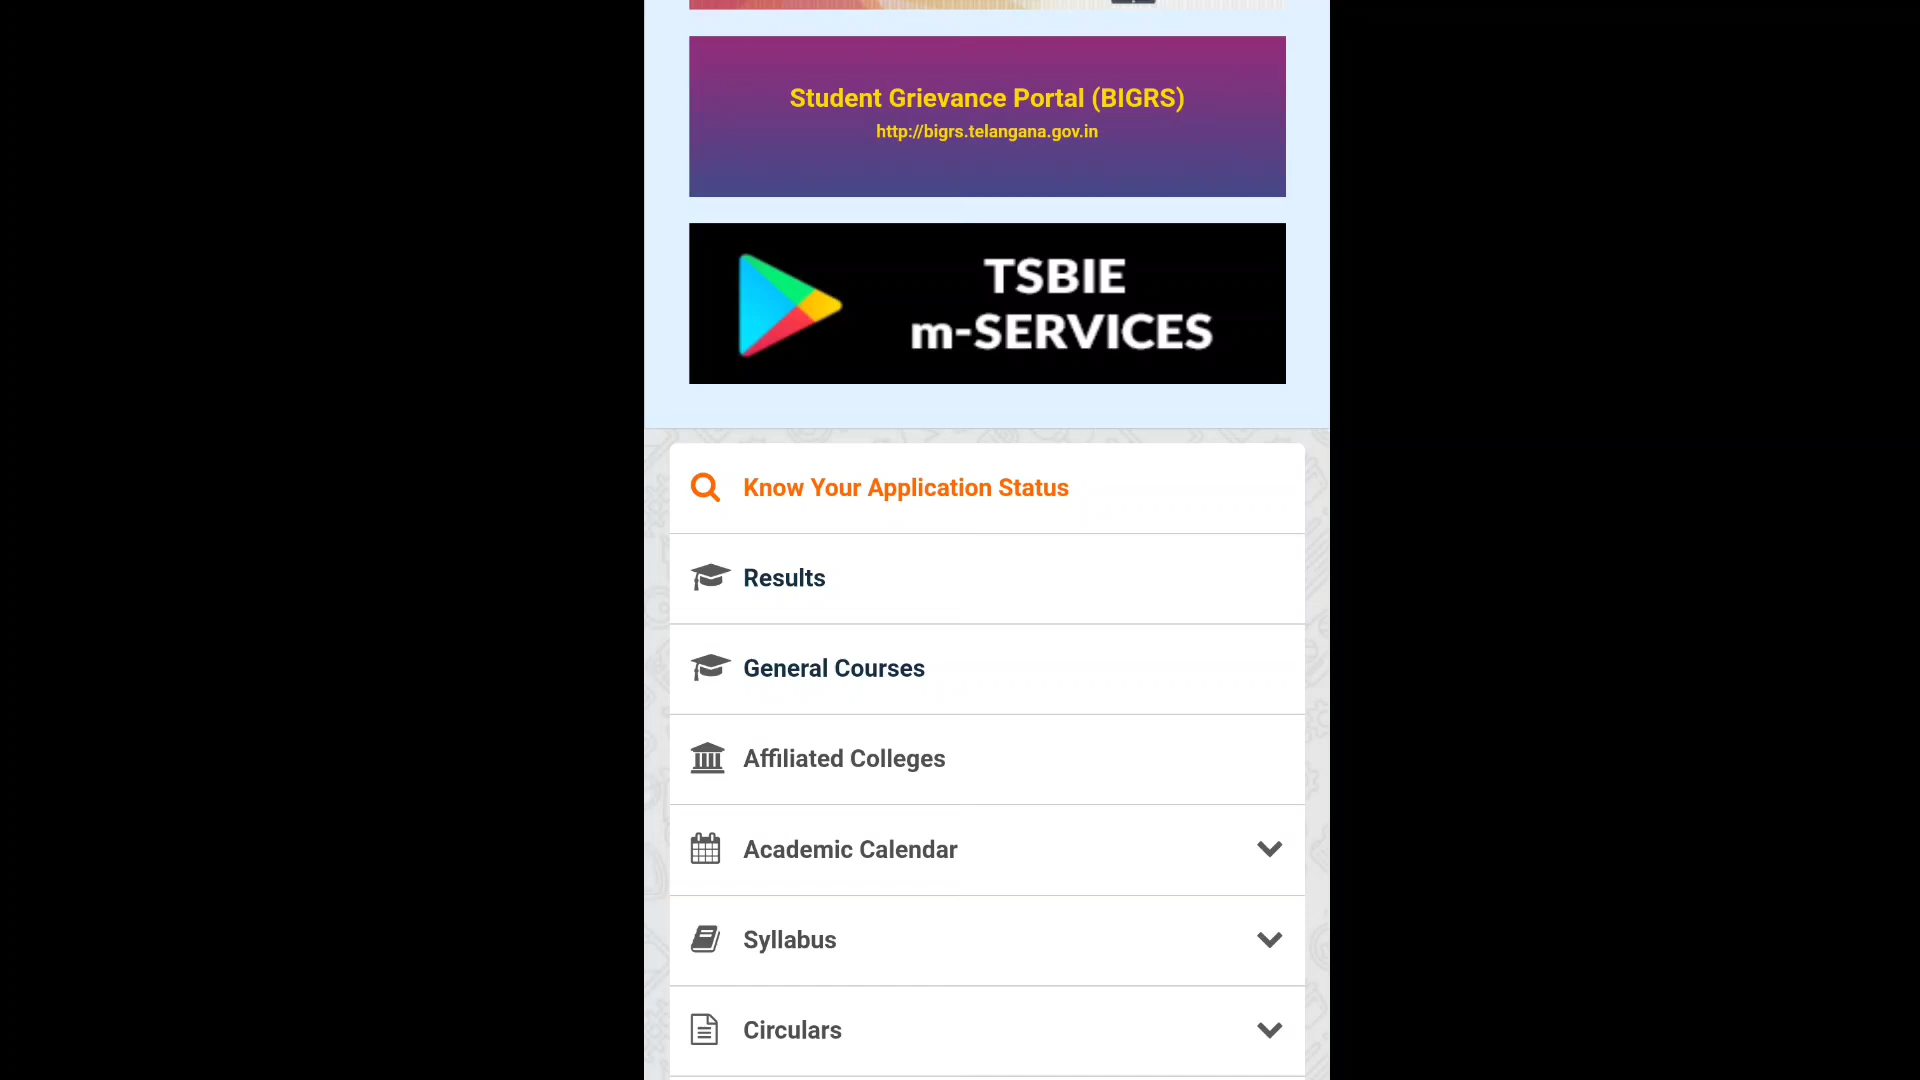 Student Grievance Portal (BIGRS)
http://bigrs.telangana.gov.in
TSBIE
m-SERVICES
Know Your Application Status
Results
General Courses
Affiliated Colleges
Academic Calendar
Syllabus
Circulars